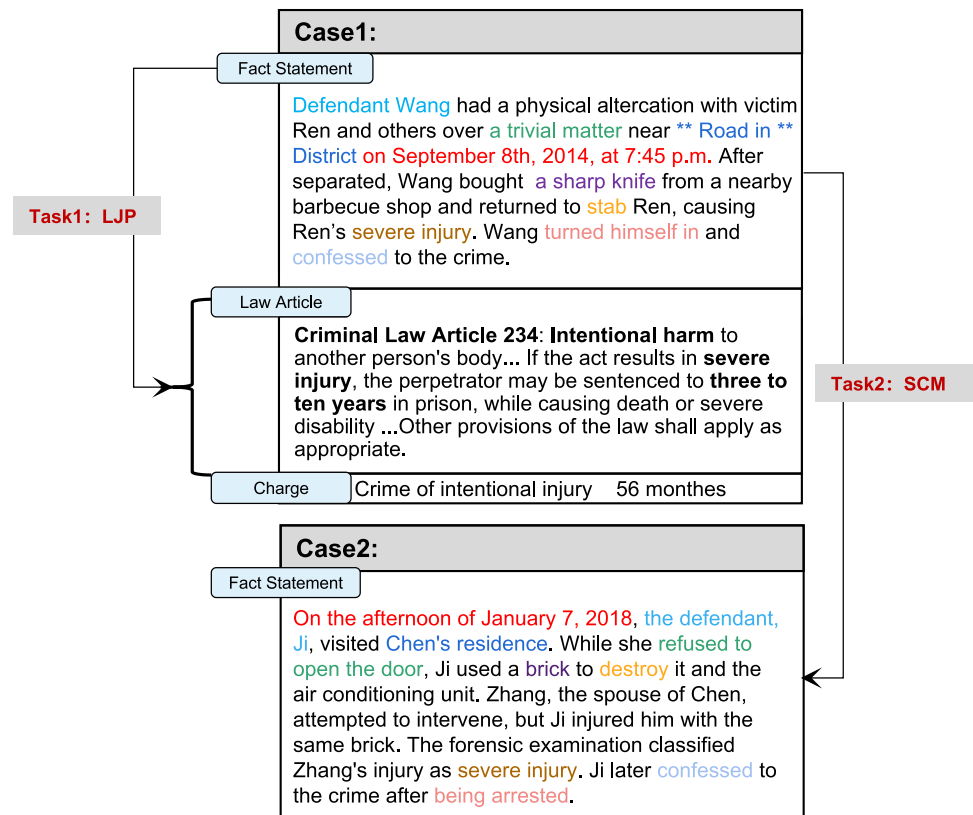 Case1:
Fact Statement
Defendant Wang had a physical altercation with victim
Ren and others over a trivial matter near ** Road in **
District on September 8th, 2014, at 7:45 p.m. After
separated, Wang bought a sharp knife from a nearby
barbecue shop and returned to stab Ren, causing
Ren's severe injury. Wang turned himself in and
confessed to the crime.
Task1: LJP
Law Article
Criminal Law Article 234: Intentional harm to
another person's body... If the act results in severe
injury, the perpetrator may be sentenced to three to
ten years in prison, while causing death or severe
disability ...Other provisions of the law shall apply as
appropriate.
Task2: SCM
Charge
Crime of intentional injury 56 monthes
Case2:
Fact Statement
On the afternoon of January 7, 2018, the defendant,
Ji, visited Chen's residence. While she refused to
open the door, Ji used a brick to destroy it and the
air conditioning unit. Zhang, the spouse of Chen,
attempted to intervene, but Ji injured him with the
same brick. The forensic examination classified
Zhang's injury as severe injury. Ji later confessed to
the crime after being arrested.